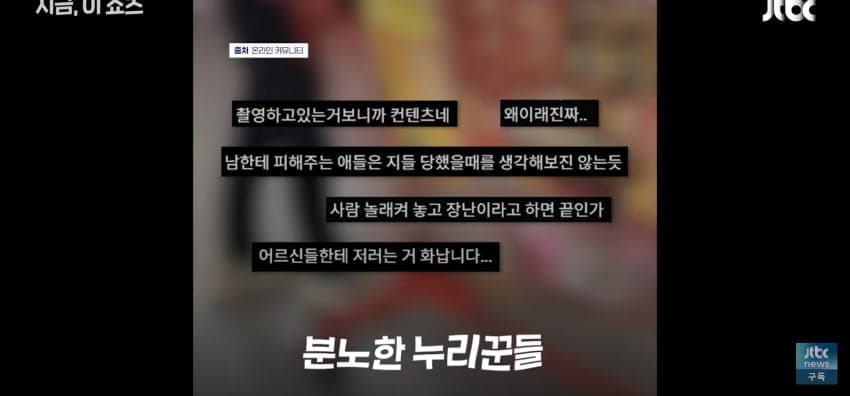 지금, 이 쇼츠
jtbc
출처 온라인 커뮤니티
촬영하고있는거보니까 컨텐츠네
왜이래진짜..
남한테 피해주는 애들은 지들 당했을때를 생각해보진 않는듯
사람 놀래켜 놓고 장난이라고 하면 끝인가
어르신들한테 저러는 거 화납니다...
분노한 누리꾼들
jtbc
news
구독